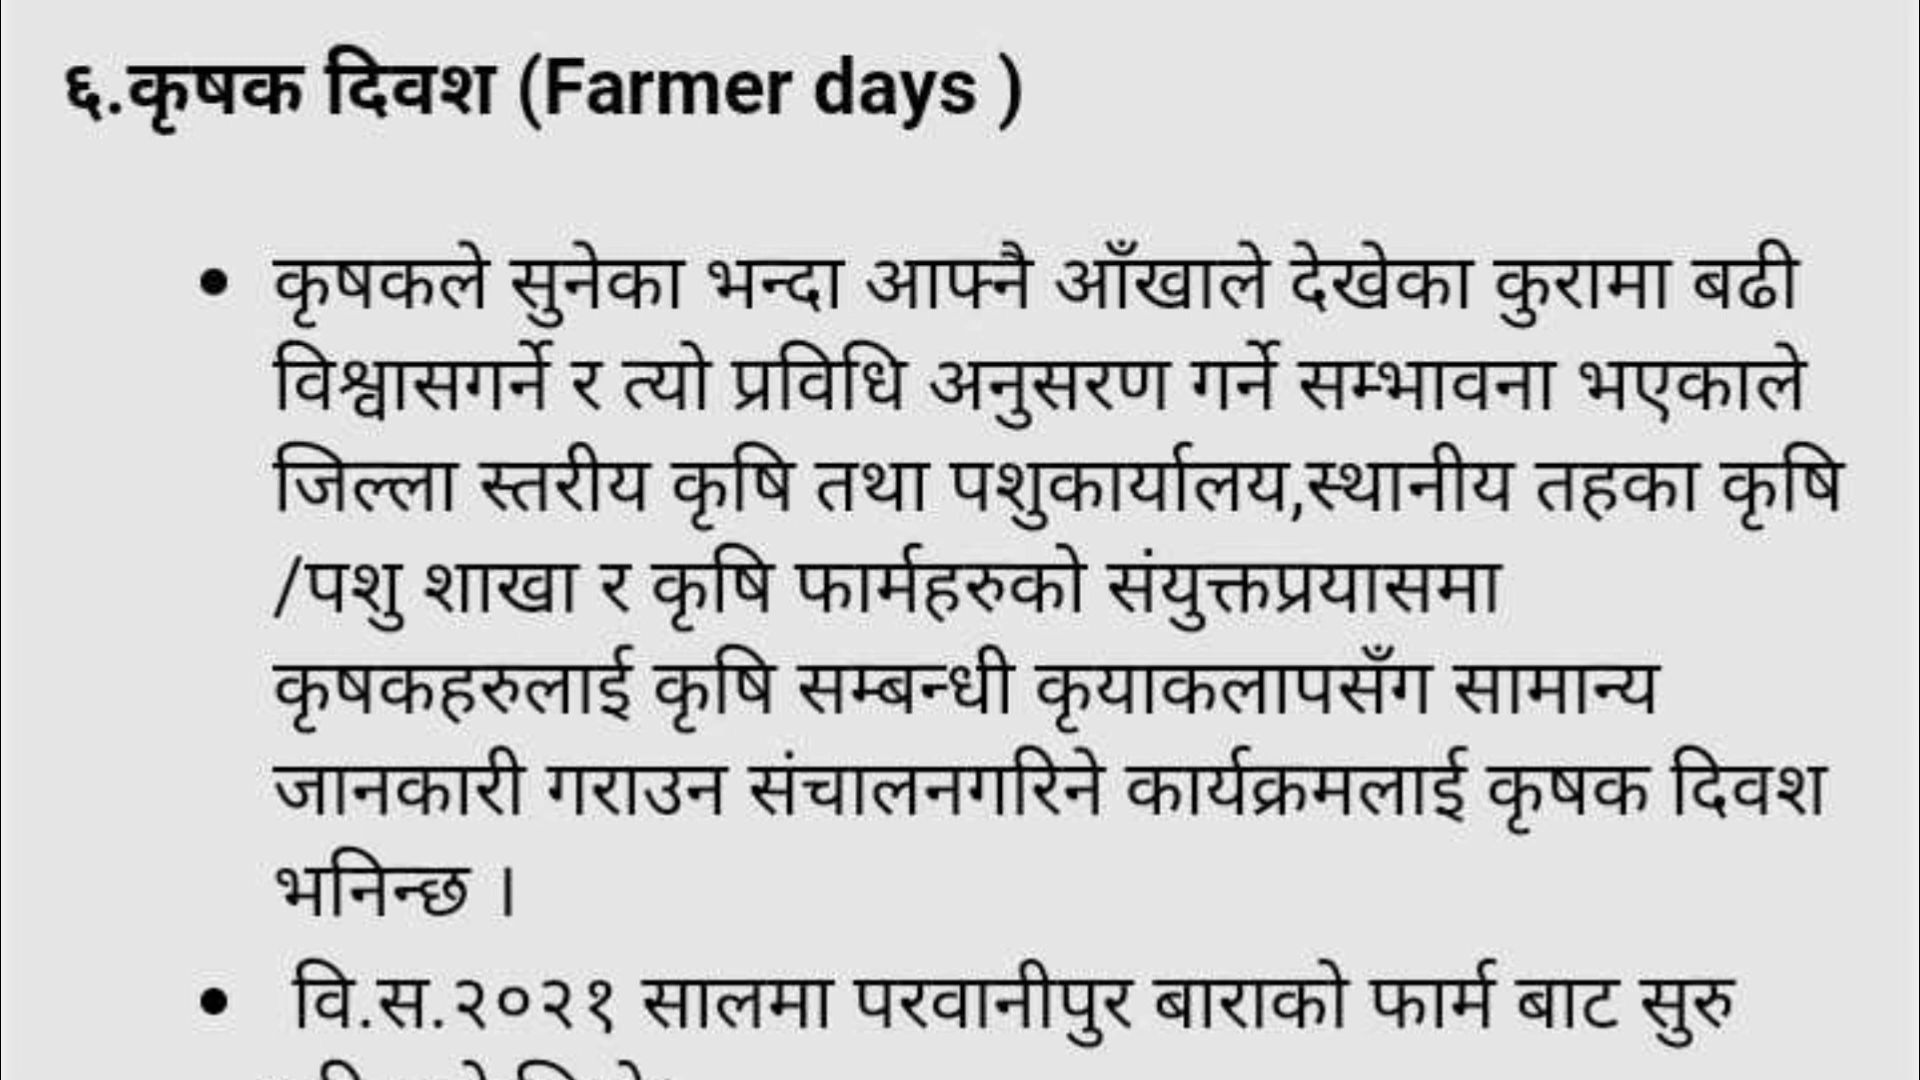 ६.कृषक दिवश (Farmer days )
• कृषकले सुनेका भन्दा आफ्नै आँखाले देखेका कुरामा बढी
विश्वासगर्ने र त्यो प्रविधि अनुसरण गर्ने सम्भावना भएकाले
जिल्ला स्तरीय कृषि तथा पशुकार्यालय,स्थानीय तहका कृषि
/पशु शाखा र कृषि फार्महरुको संयुक्तप्रयासमा
कृषकहरुलाई कृषि सम्बन्धी कृयाकलापसँग सामान्य
जानकारी गराउन संचालनगरिने कार्यक्रमलाई कृषक दिवश
भनिन्छ ।
• वि.स.२०२१ सालमा परवानीपुर बाराको फार्म बाट सुरु